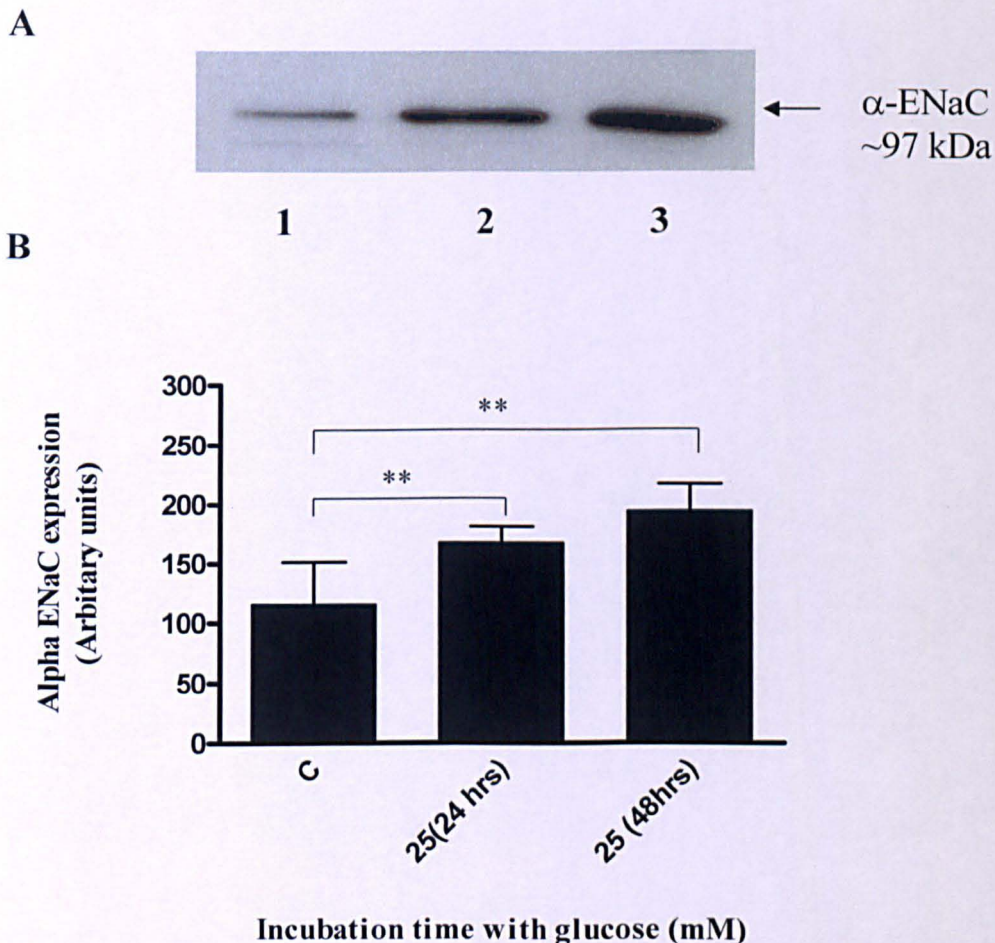 A
α-ENaC
~97 kDa
1 2 3
B
300
250
200
150
100
50
0
Alpha ENaC expression
(Arbitary units)
**
**
C
25(24 hrs)
25 (48hrs)
Incubation time with glucose (mM)